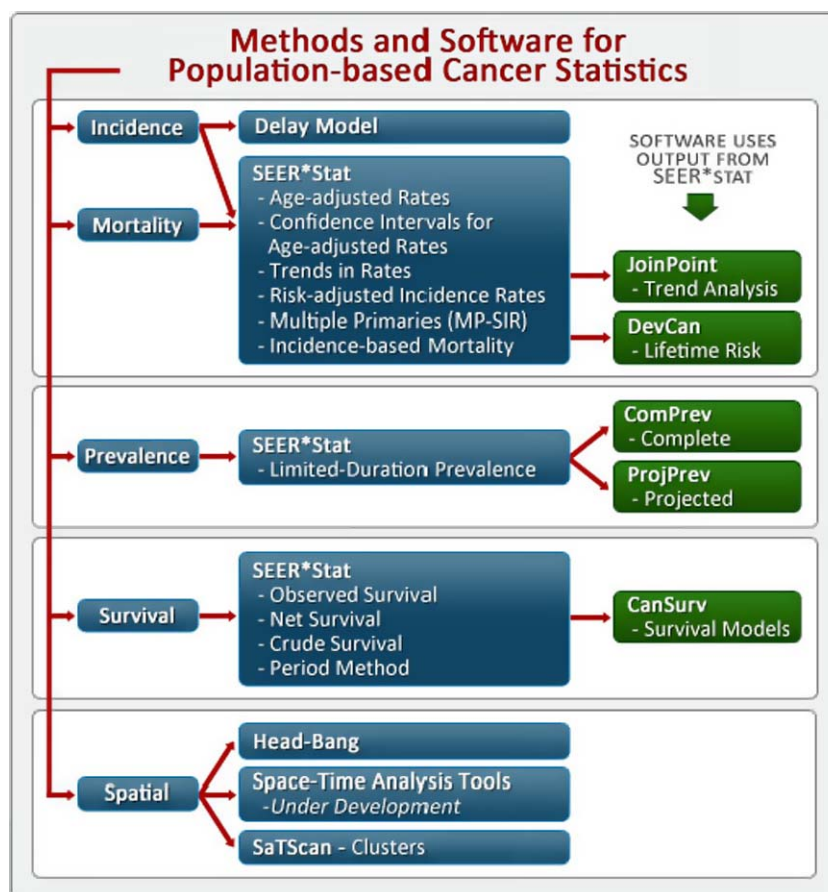 Methods and Software for
Population-based Cancer Statistics
Incidence
Delay Model
SOFTWARE USES
OUTPUT FROM
SEER*STAT
Mortality
SEER*Stat
- Age-adjusted Rates
- Confidence Intervals for
Age-adjusted Rates
- Trends in Rates
- Risk-adjusted Incidence Rates
- Multiple Primaries (MP-SIR)
- Incidence-based Mortality
JoinPoint
- Trend Analysis
DevCan
- Lifetime Risk
Prevalence
SEER*Stat
- Limited-Duration Prevalence
ComPrev
- Complete
ProjPrev
- Projected
Survival
SEER*Stat
- Observed Survival
- Net Survival
- Crude Survival
- Period Method
CanSurv
- Survival Models
Spatial
Head-Bang
Space-Time Analysis Tools
-Under Development
SaTScan - Clusters